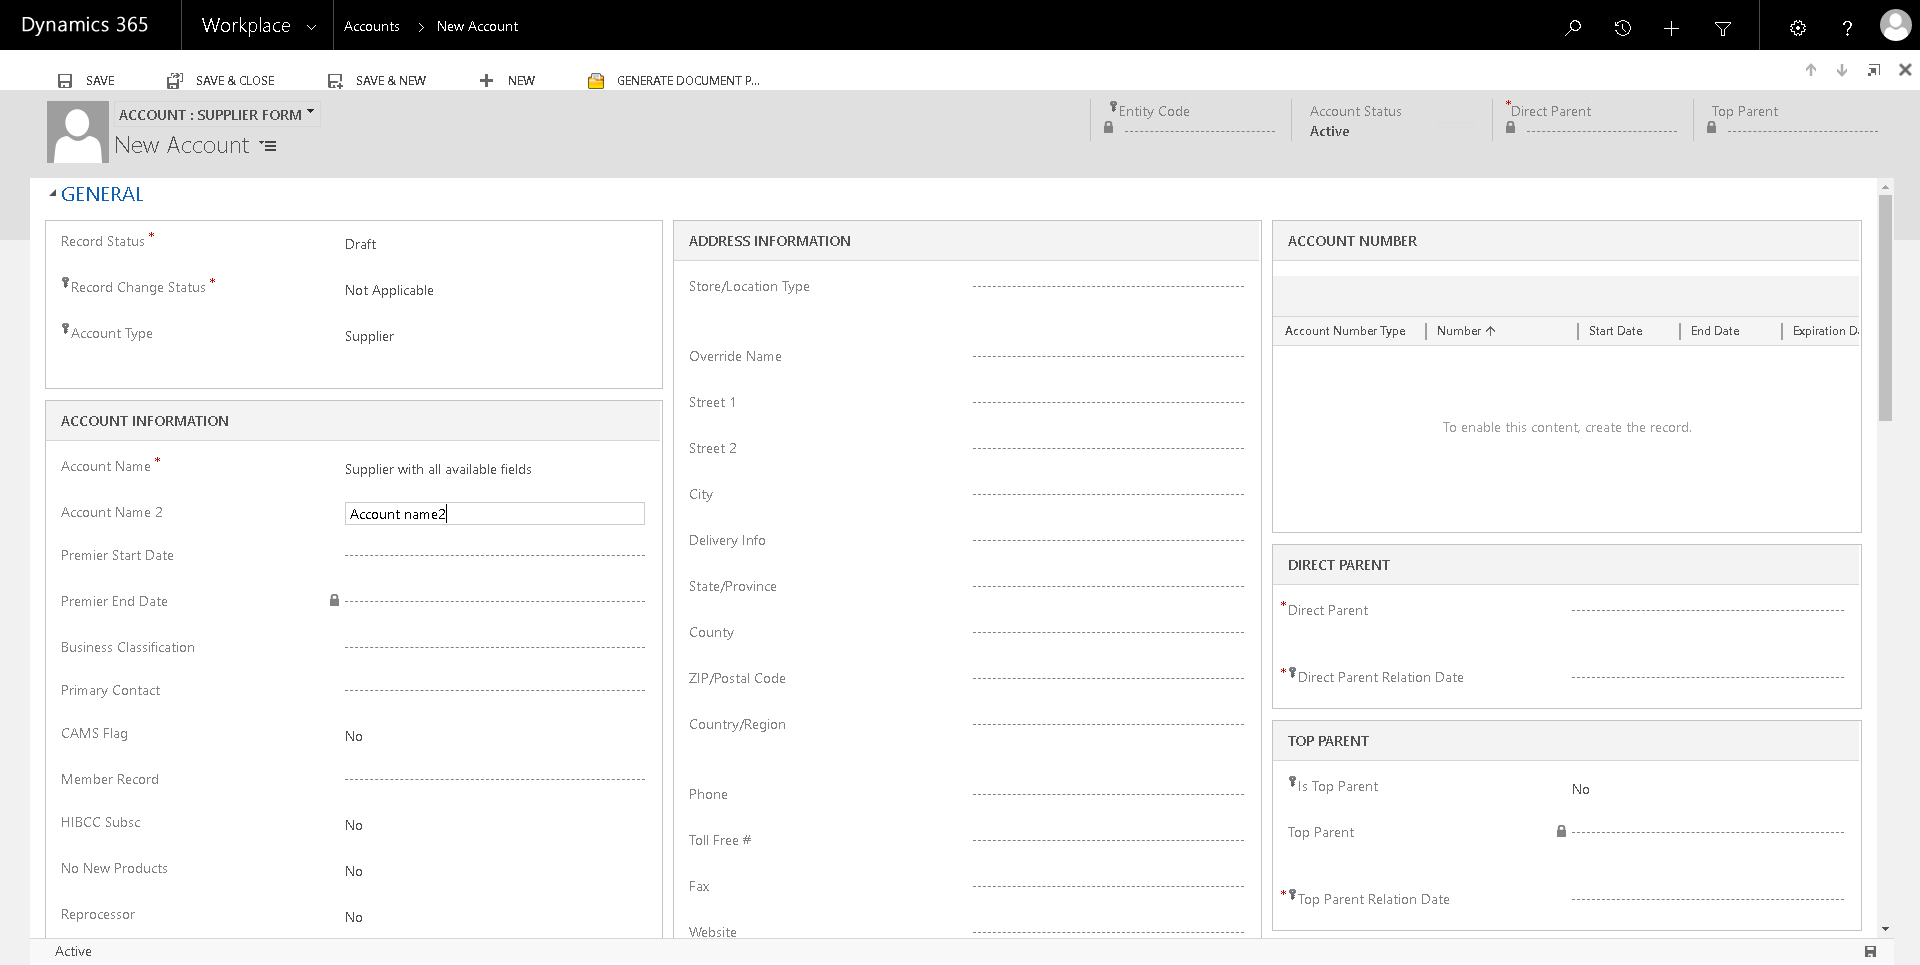 Dynamics 365
Workplace
Accounts
New Account
SAVE
SAVE & CLOSE
SAVE & NEW
NEW
GENERATE DOCUMENT P...
ACCOUNT : SUPPLIER FORM
New Account
Entity Code
Account Status
Active
*Direct Parent
Top Parent
GENERAL
Record Status *
Draft
Record Change Status *
Not Applicable
Account Type
Supplier
ACCOUNT INFORMATION
Account Name *
Supplier with all available fields
Account Name 2
Account name2
Premier Start Date
Premier End Date
Business Classification
Primary Contact
CAMS Flag
No
Member Record
HIBCC Subsc
No
No New Products
No
Reprocessor
No
ADDRESS INFORMATION
Store/Location Type
Override Name
Street 1
Street 2
City
Delivery Info
State/Province
County
ZIP/Postal Code
Country/Region
Phone
Toll Free #
Fax
Website
ACCOUNT NUMBER
Account Number Type
Number
Start Date
End Date
Expiration D
To enable this content, create the record.
DIRECT PARENT
*Direct Parent
*Direct Parent Relation Date
TOP PARENT
Is Top Parent
No
Top Parent
*Top Parent Relation Date
Active